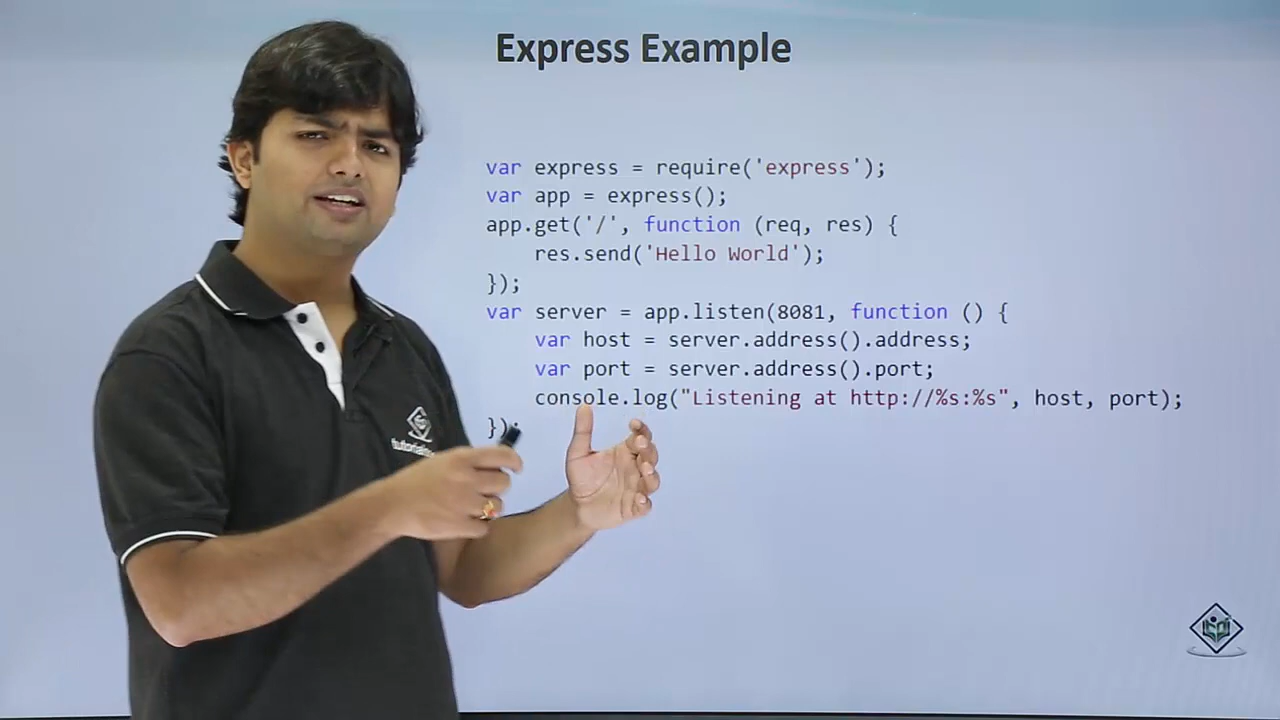 Express Example
var express = require('express');
var app = express();
app.get('/', function (req, res) {
    res.send('Hello World');
});
var server = app.listen(8081, function () {
    var host = server.address().address;
    var port = server.address().port;
    console.log("Listening at http://%s:%s", host, port);
});